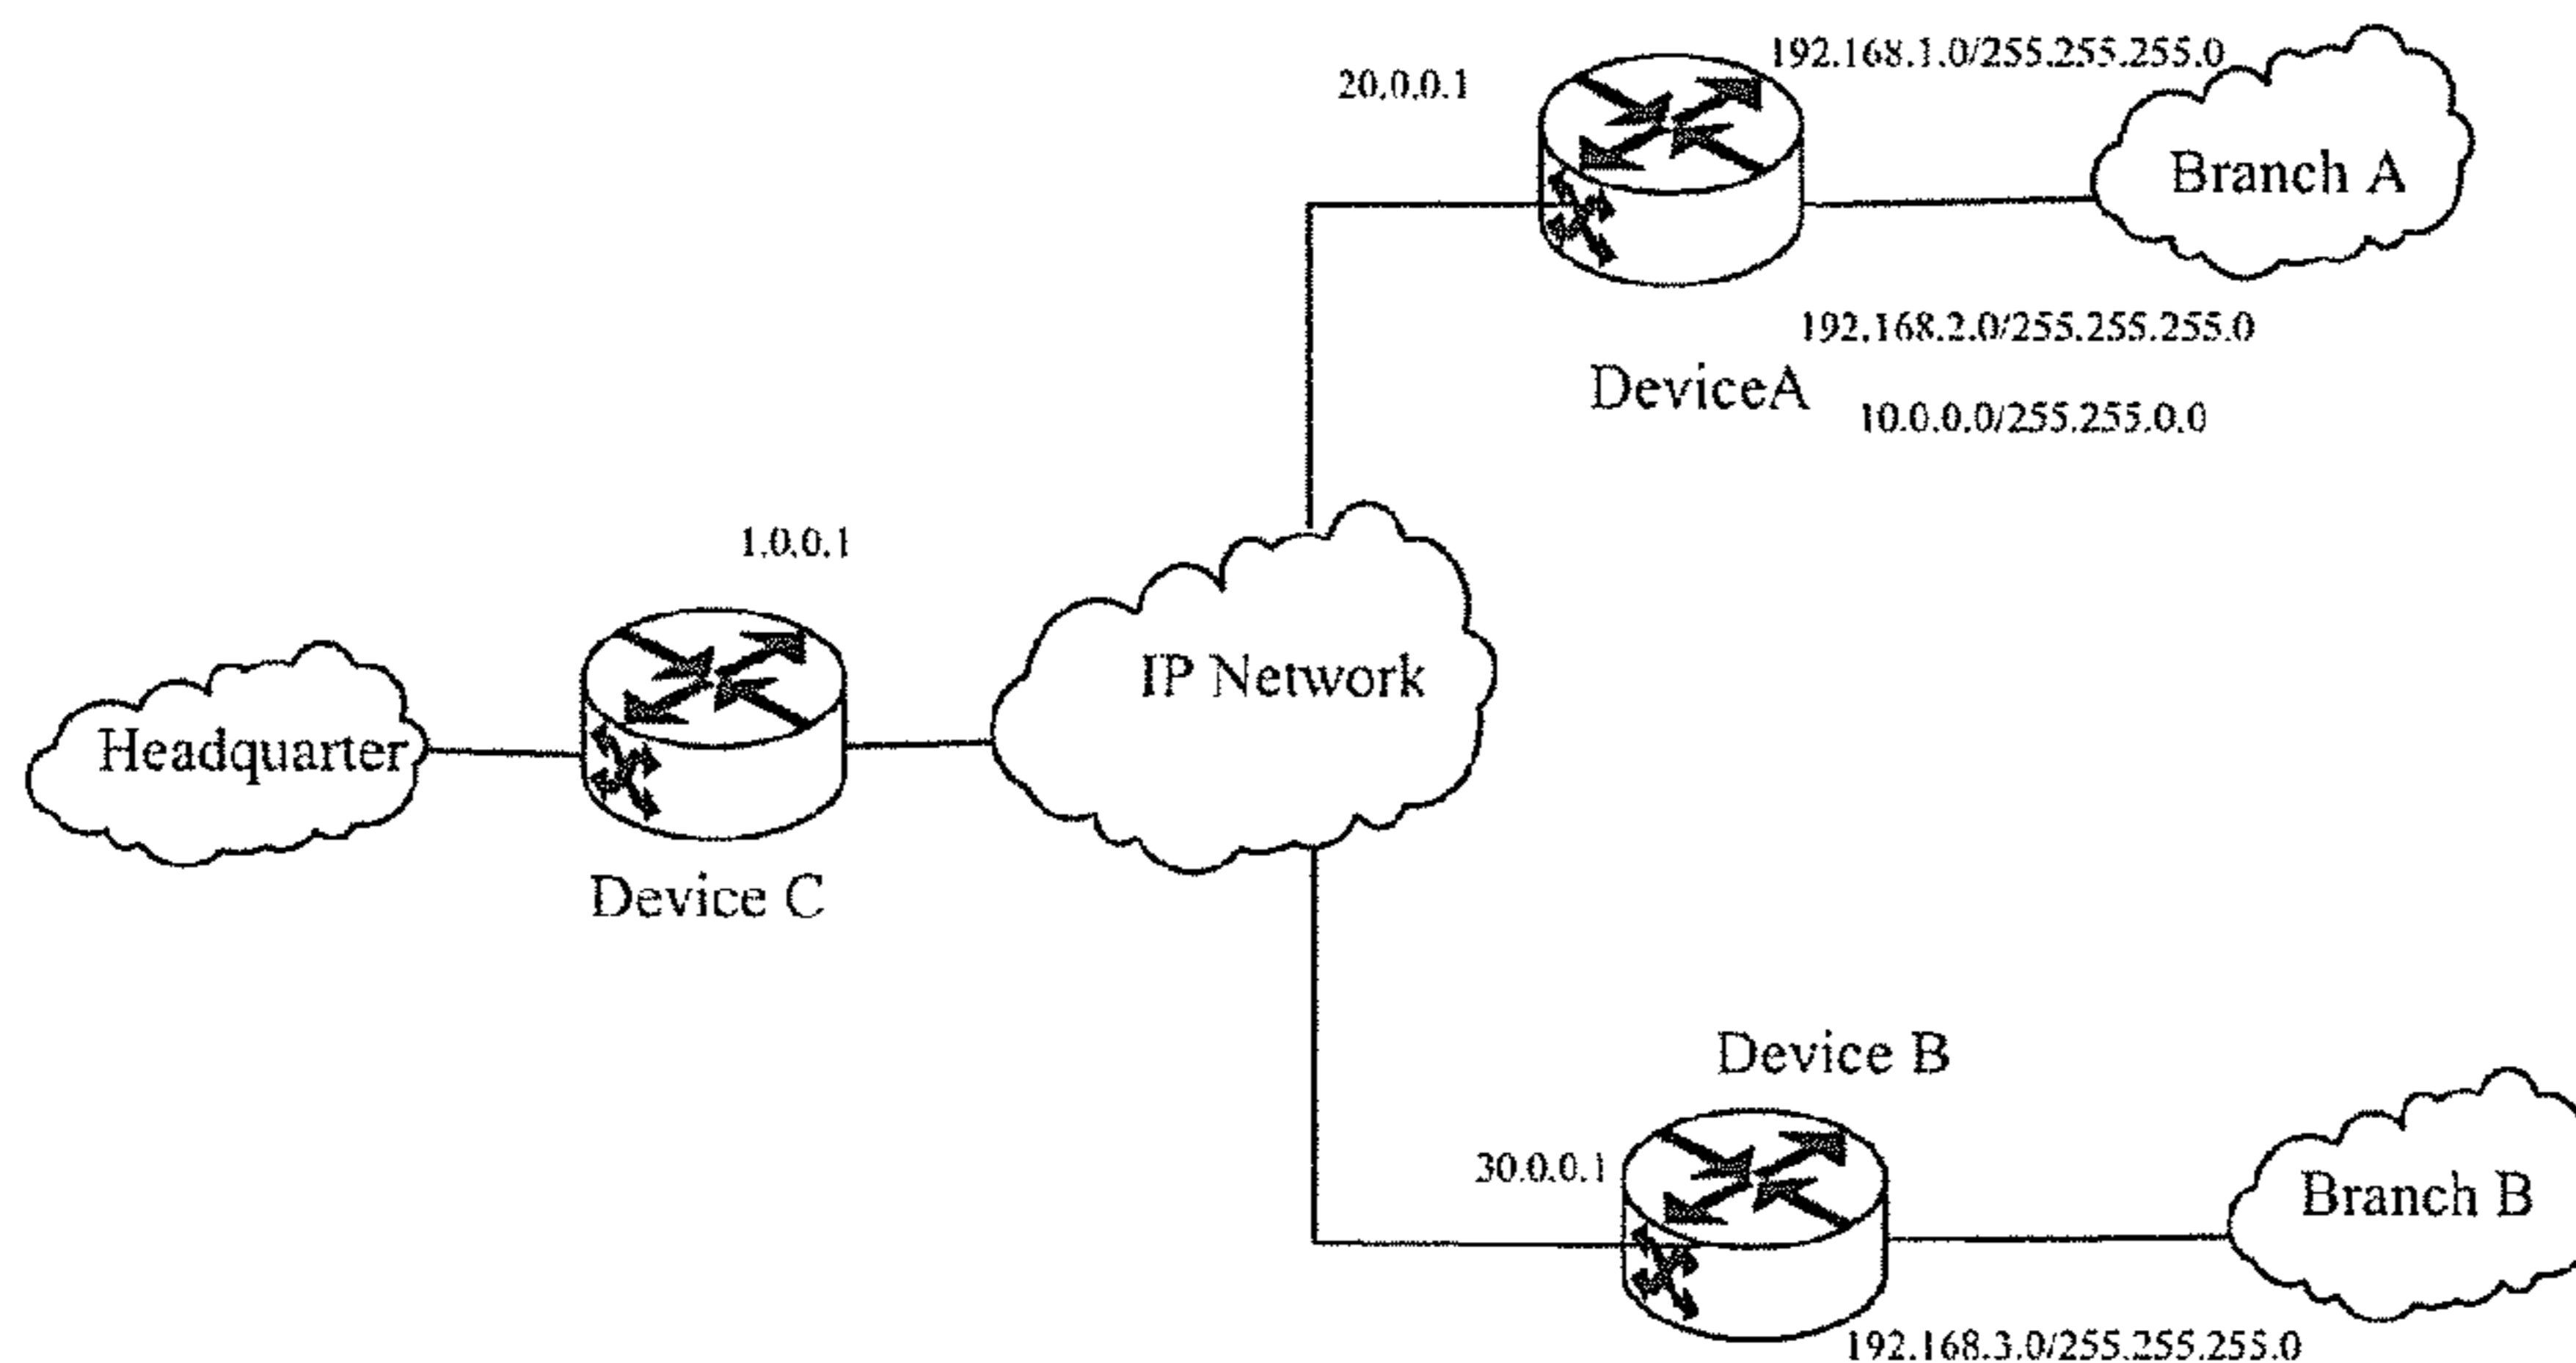 192.168.1.0/255.255.255.0
20.0.0.1
Branch A
192.168.2.0/255.255.255.0
DeviceA
10.0.0.0/255.255.0.0
1.0.0.1
IP Network
Headquarter
Device C
Device B
30.0.0.1
Branch B
192.168.3.0/255.255.255.0